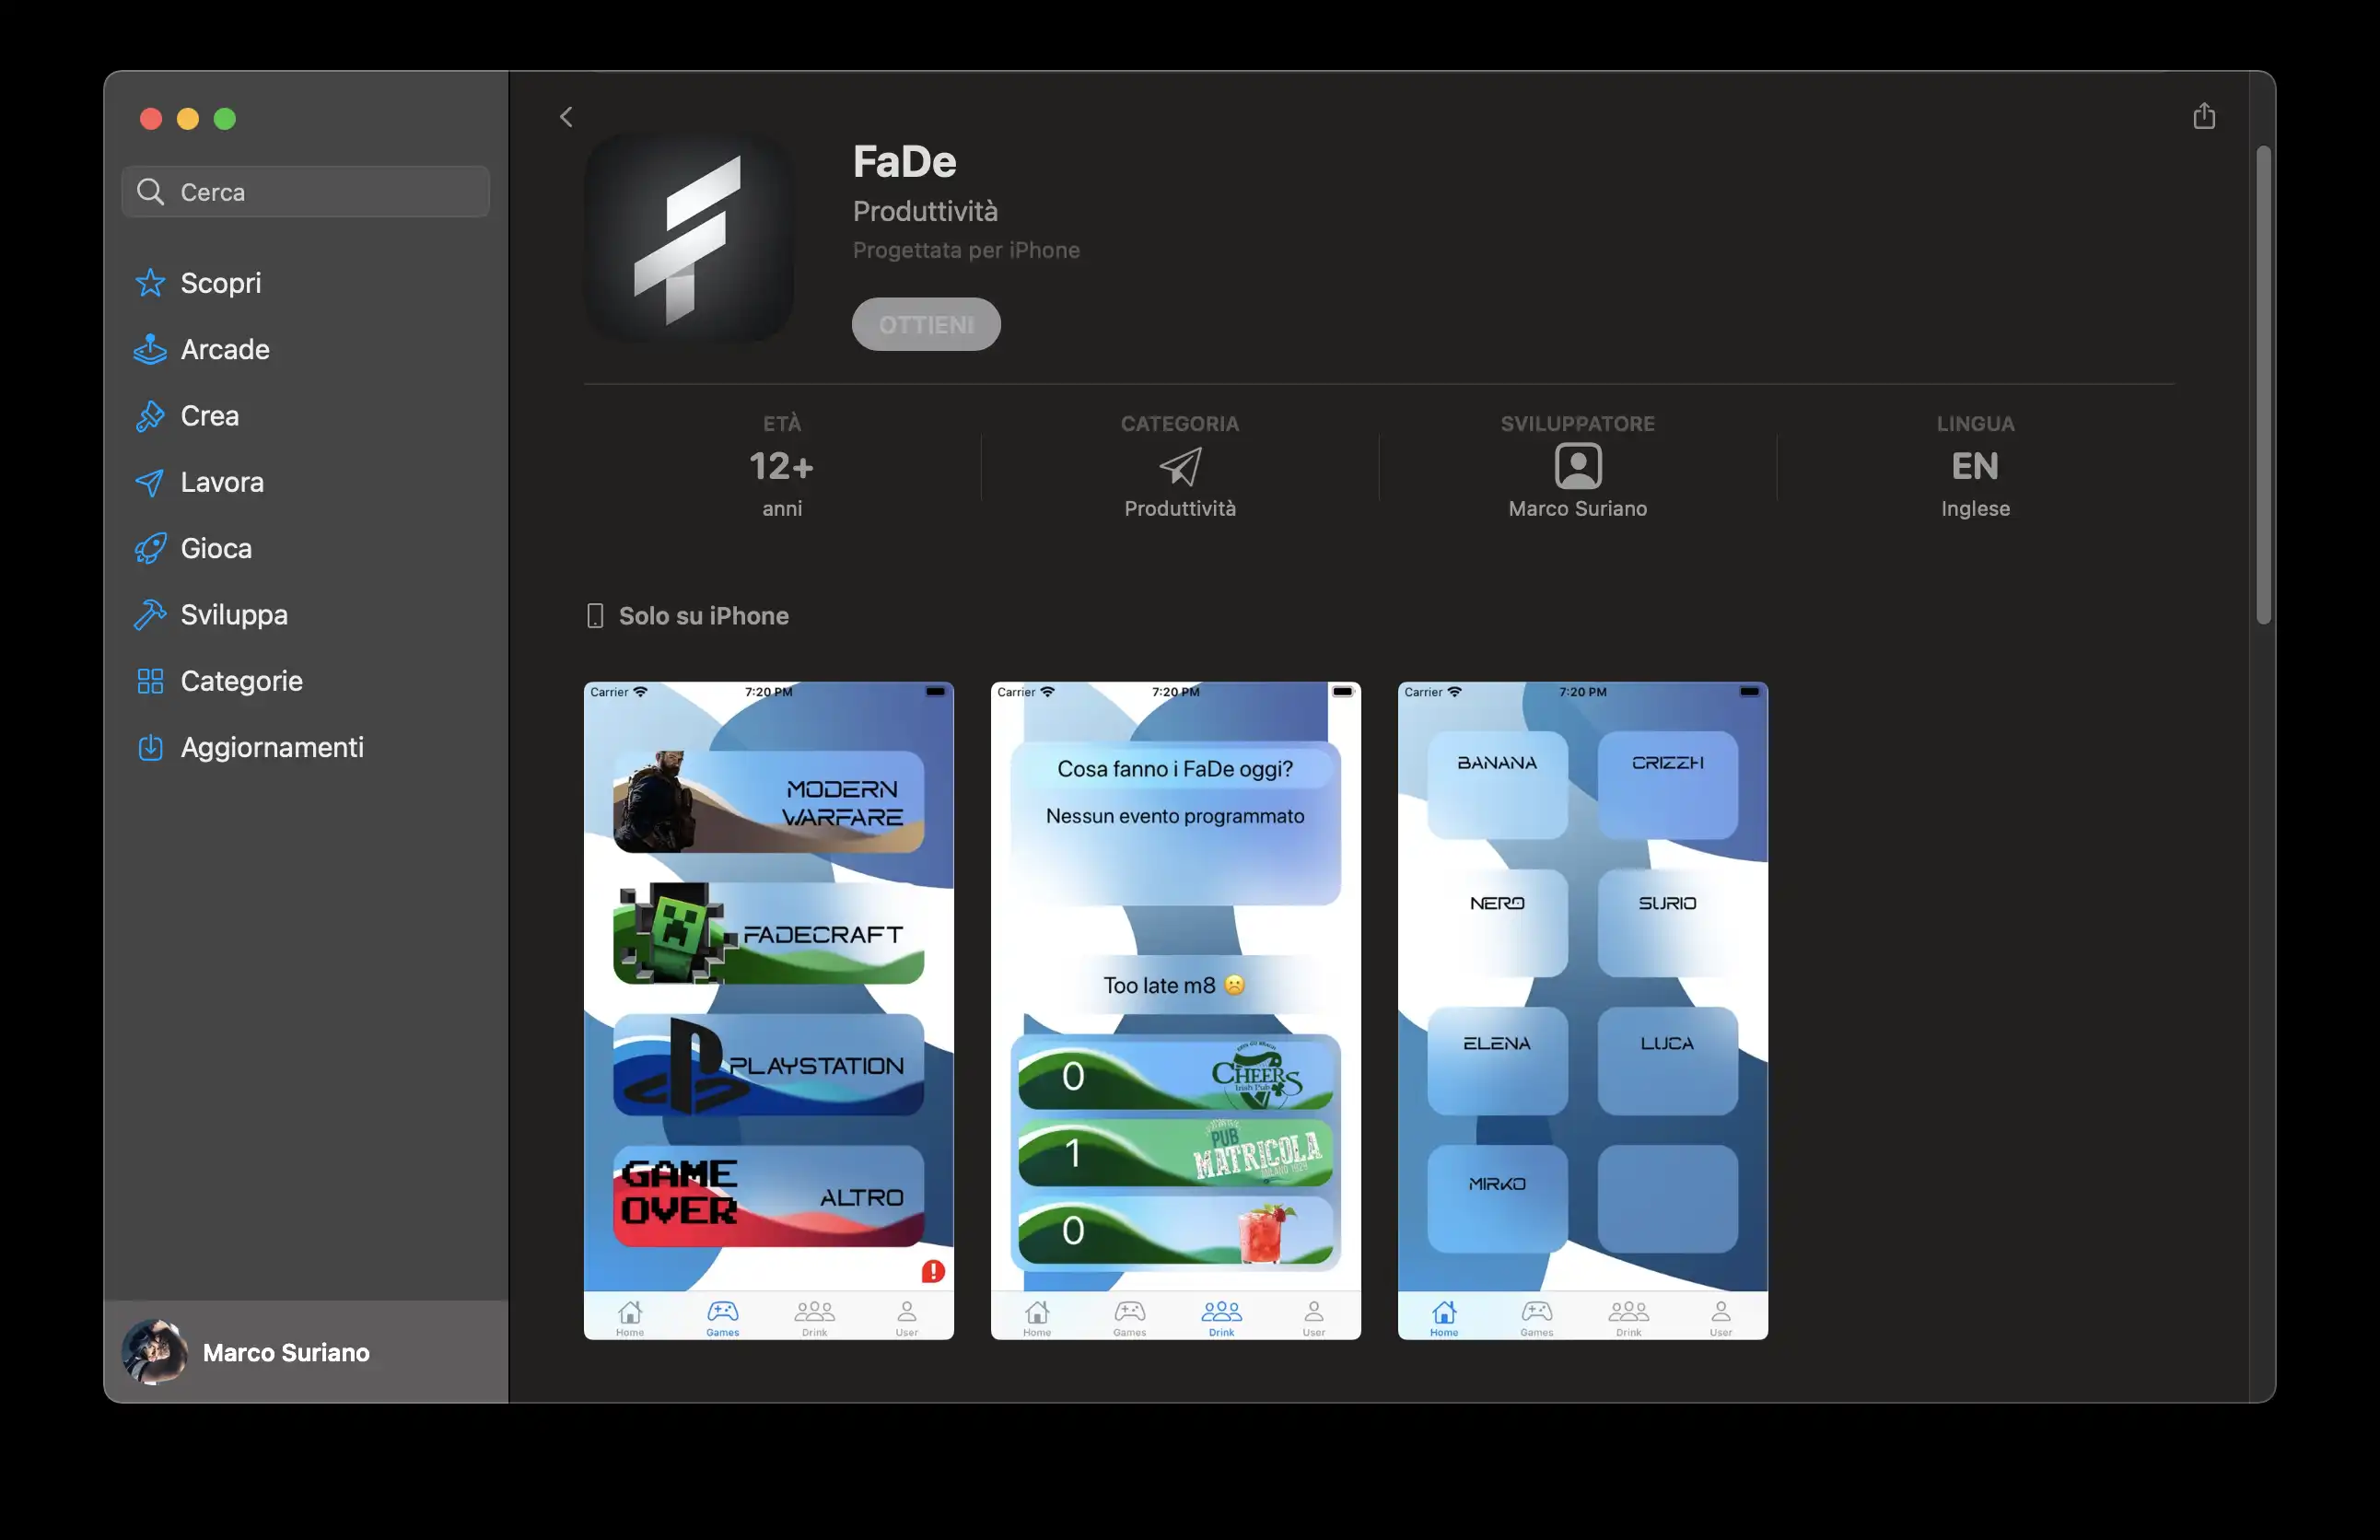 Cerca
Scopri
Arcade
Crea
Lavora
Gioca
Sviluppa
Categorie
Aggiornamenti
Marco Suriano
FaDe
Produttività
Progettata per iPhone
OTTIENI
ETÀ
12+
anni
CATEGORIA
Produttività
SVILUPPATORE
Marco Suriano
LINGUA
EN
Inglese
Solo su iPhone
Carrier 7:20 PM
MODERN
WARFARE
FADECRAFT
PLAYSTATION
GAME
OVER
ALTRO
Home Games Drink User
Carrier 7:20 PM
Cosa fanno i FaDe oggi?
Nessun evento programmato
Too late m8 ☹️
0
CHEERS
Irish Pub
1
PUB
MATRICOLA
0
Home Games Drink User
Carrier 7:20 PM
BANANA CRIZZH
NERO SURIO
ELENA LUCA
MIRKO
Home Games Drink User